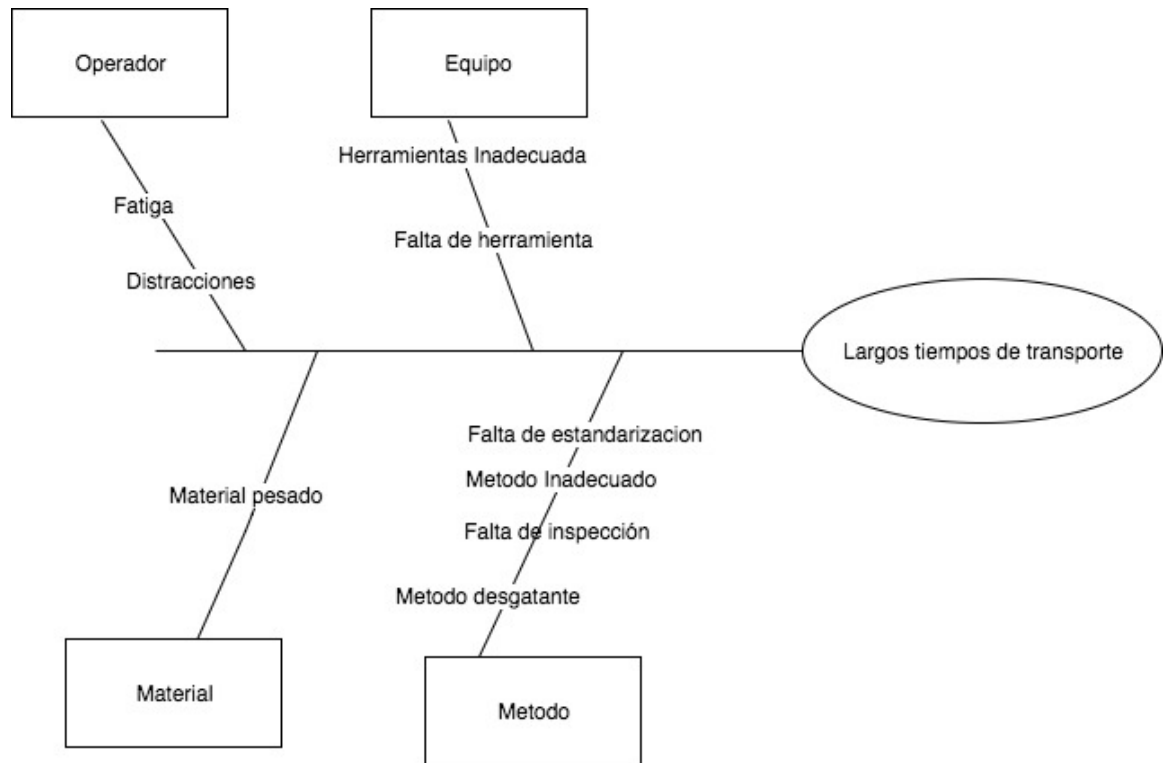 Operador
Equipo
Herramientas Inadecuada
Fatiga
Falta de herramienta
Distracciones
Largos tiempos de transporte
Falta de estandarizacion
Metodo Inadecuado
Material pesado
Falta de inspección
Metodo desgatante
Material
Metodo